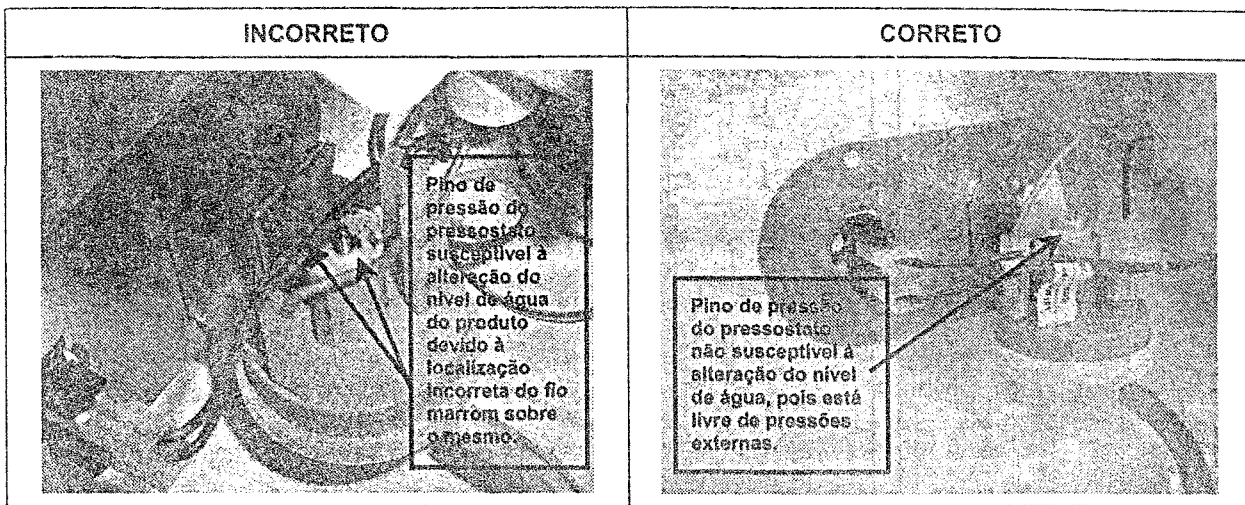 INCORRETO
CORRETO
Pino de
pressão do
pressostato
susceptivel à
alteração do
nível de água
do produto
devido à
localização
incorreta do fio
marrom sobre
o mesmo.
Pino de pressão
do pressostato
não susceptivel à
alteração do nível
de água, pois está
livre de pressões
externas.